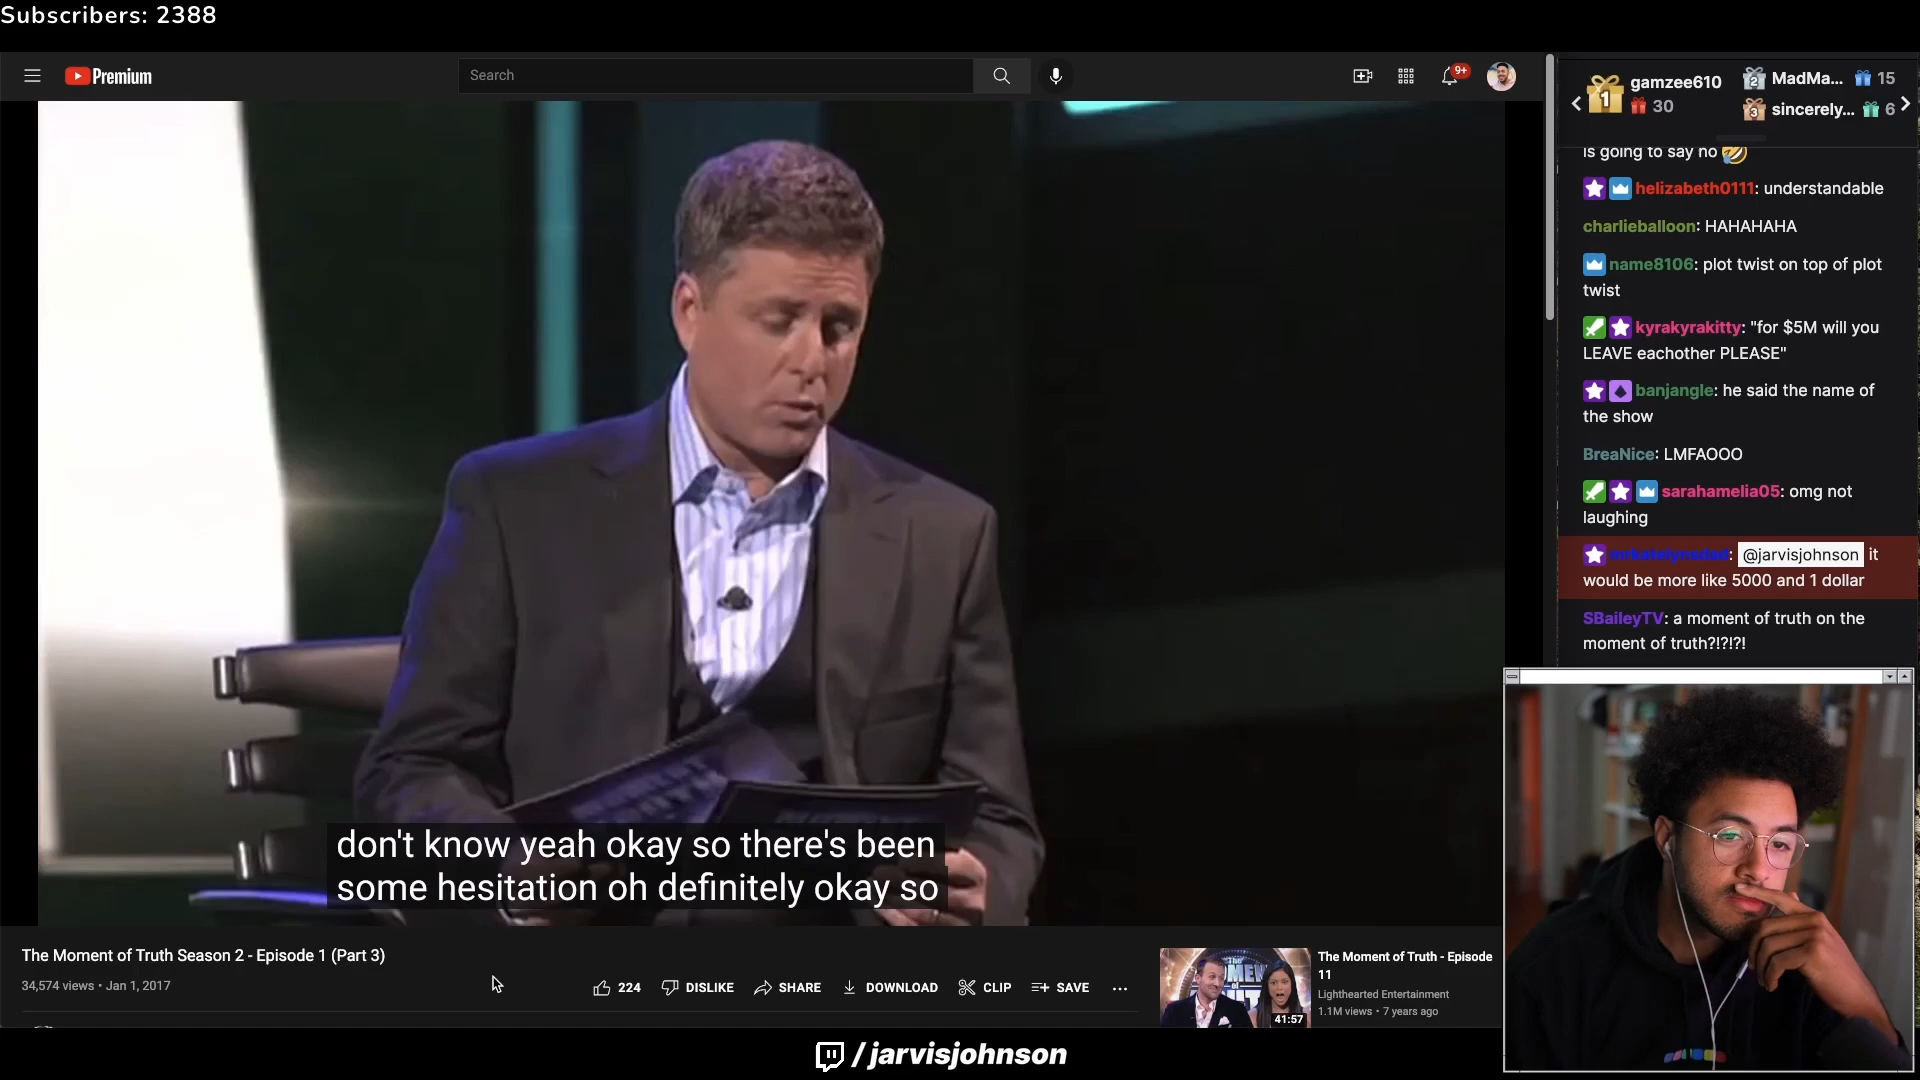 Subscribers: 2388
Premium
Search
9+
gamzee610
30
MadMa... 15
sincerely... 6
1
2
3
is going to say no
helizabeth0111: understandable
charlieballoon: HAHAHAHA
name8106: plot twist on top of plot
twist
kyrakyrakitty: "for $5M will you
LEAVE eachother PLEASE"
banjangle: he said the name of
the show
BreaNice: LMFAOOO
sarahamelia05: omg not
laughing
mrkatelynsdad: @jarvisjohnson it
would be more like 5000 and 1 dollar
SBaileyTV: a moment of truth on the
moment of truth?!?!?!
don't know yeah okay so there's been
some hesitation oh definitely okay so
The Moment of Truth Season 2 - Episode 1 (Part 3)
34,574 views • Jan 1, 2017
224
DISLIKE
SHARE
DOWNLOAD
CLIP
SAVE
...
41:57
The Moment of Truth - Episode
11
Lighthearted Entertainment
1.1M views • 7 years ago
/jarvisjohnson